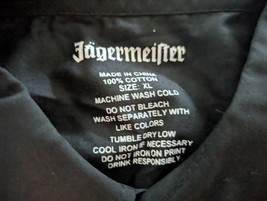 Jägermeister
MADE IN CHINA
100% COTTON
SIZE: XL
MACHINE WASH COLD
DO NOT BLEACH
WASH SEPARATELY WITH
LIKE COLORS
TUMBLE DRY LOW
COOL IRON IF NECESSARY
DO NOT IRON ON PRINT
DRINK RESPONSIBLY